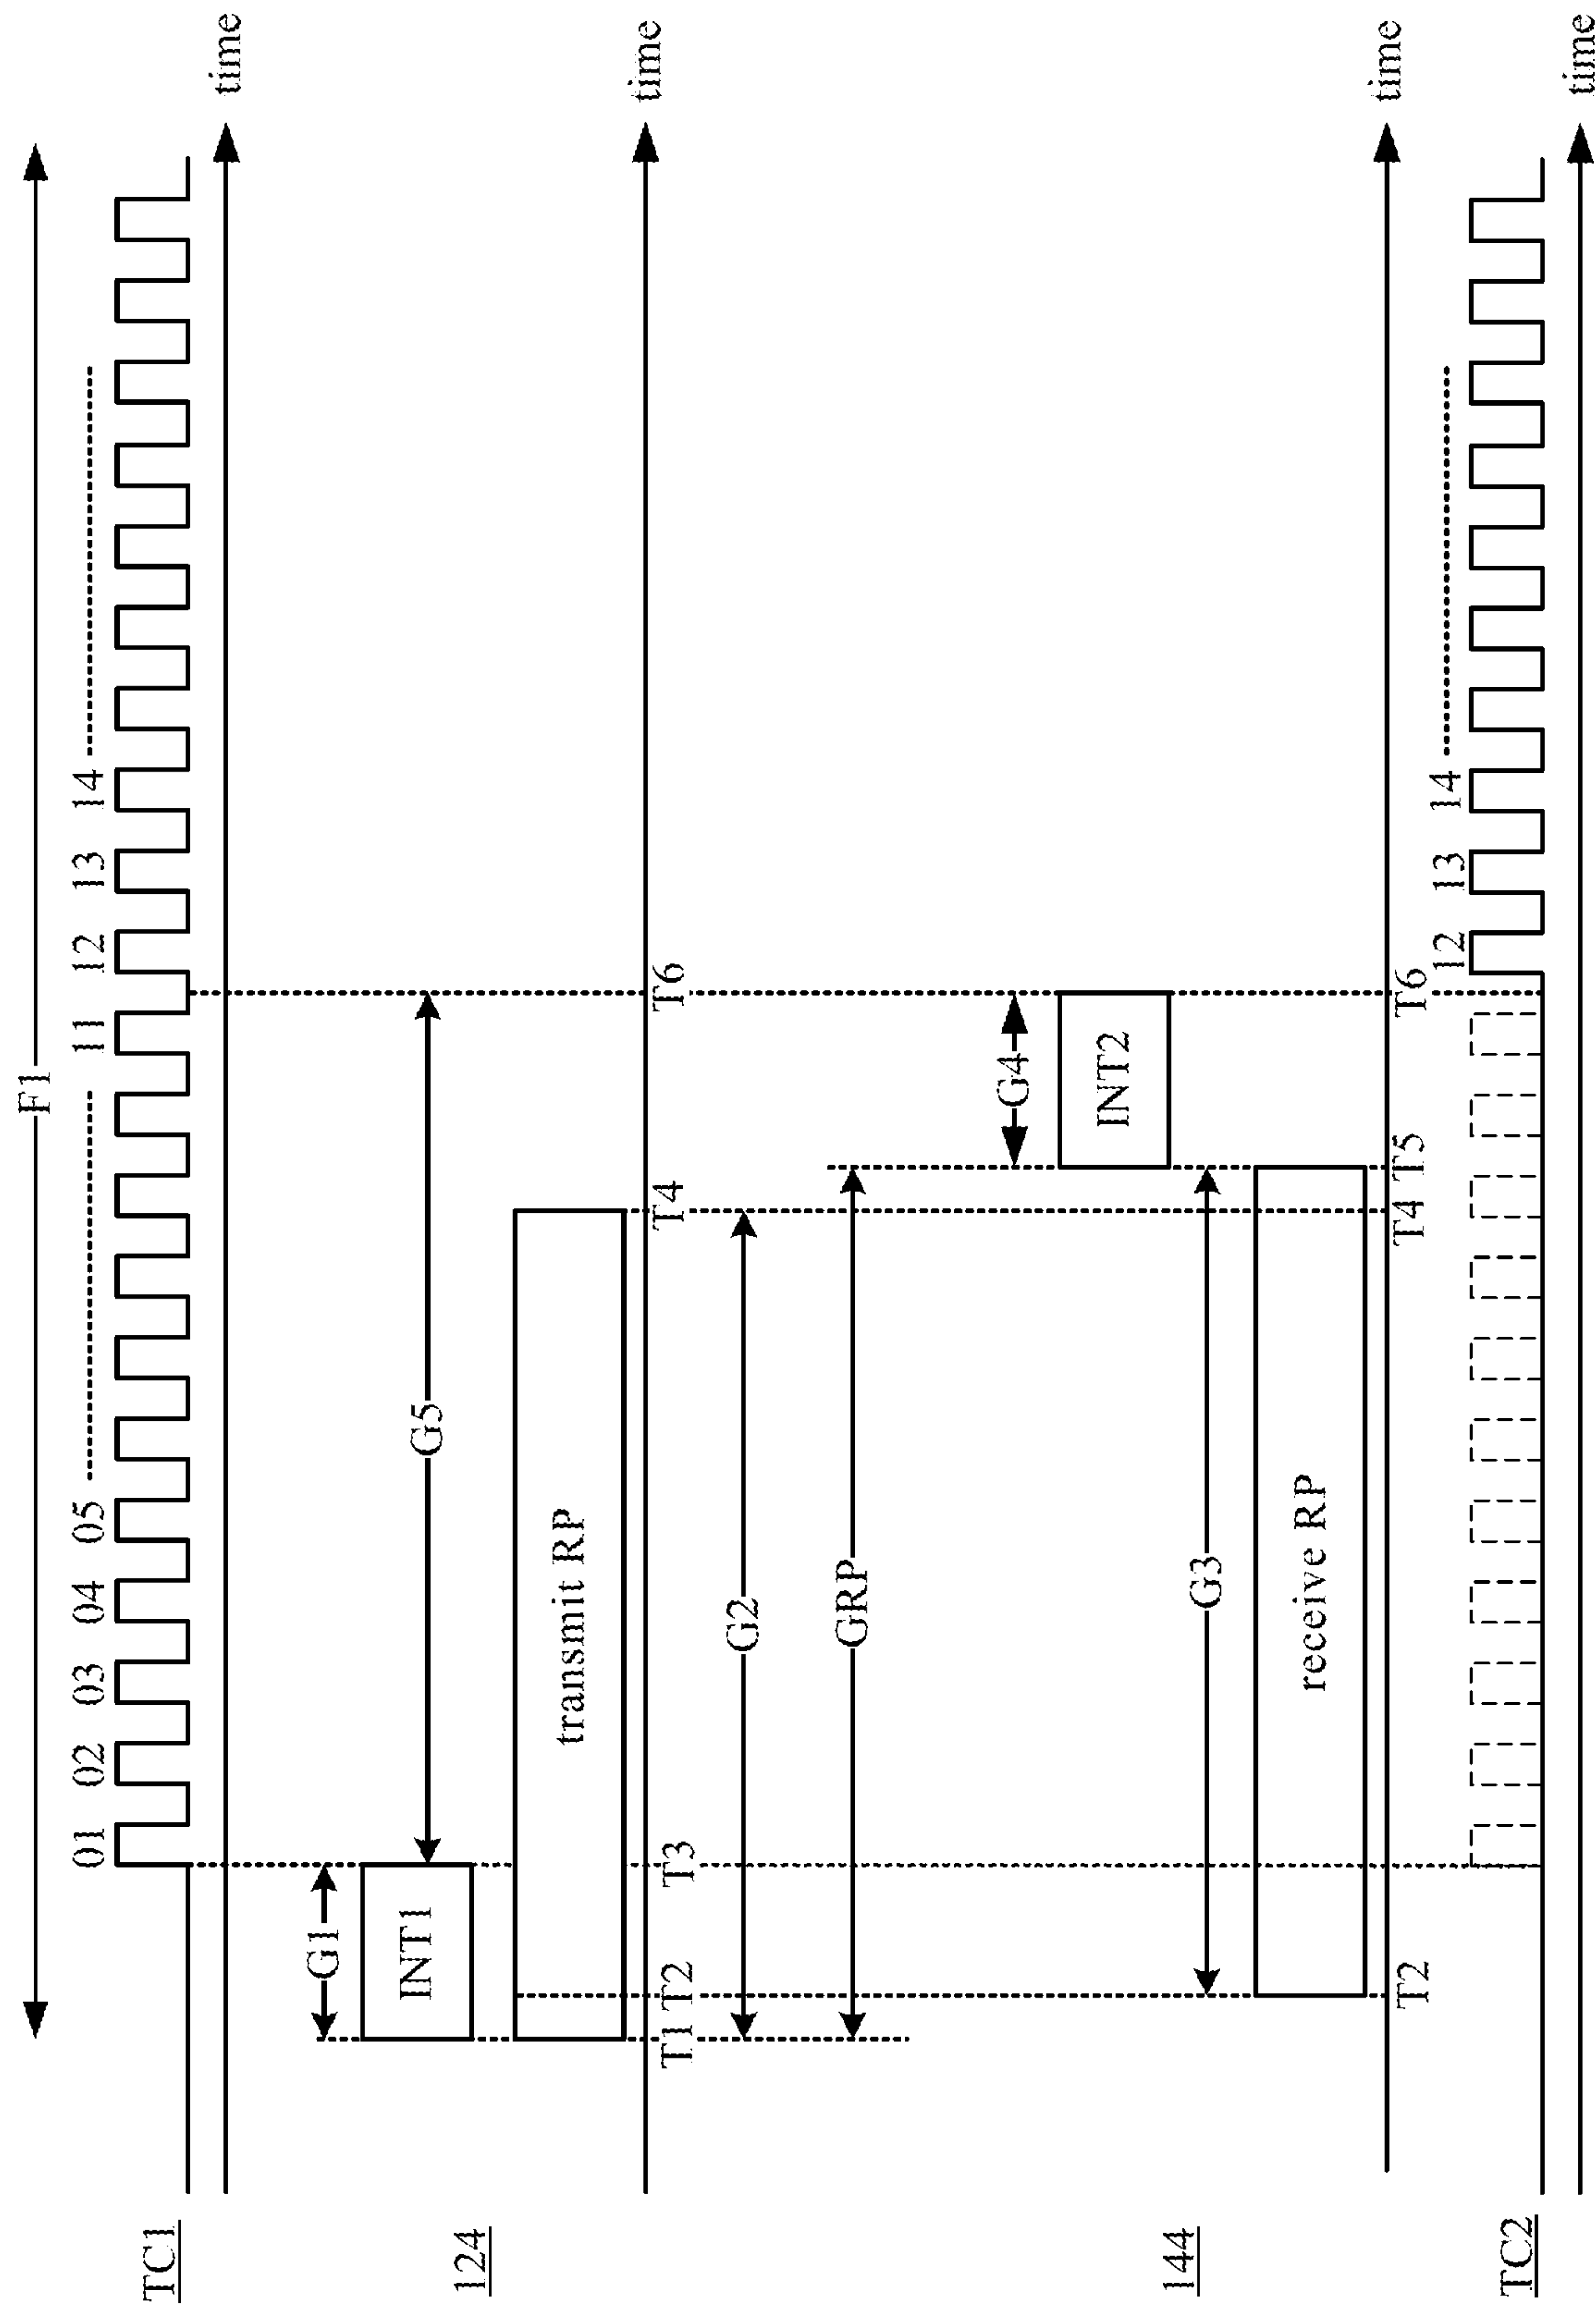 F1
TC1
01 02 03 04 05 11 12 13 14
time
G1
G5
124
INT1
transmit RP
T1 T2 T3 T4 T6
time
G2
GRP
G4
144
INT2
G3
receive RP
T2 T4 T5 T6
time
12 13 14
TC2
time